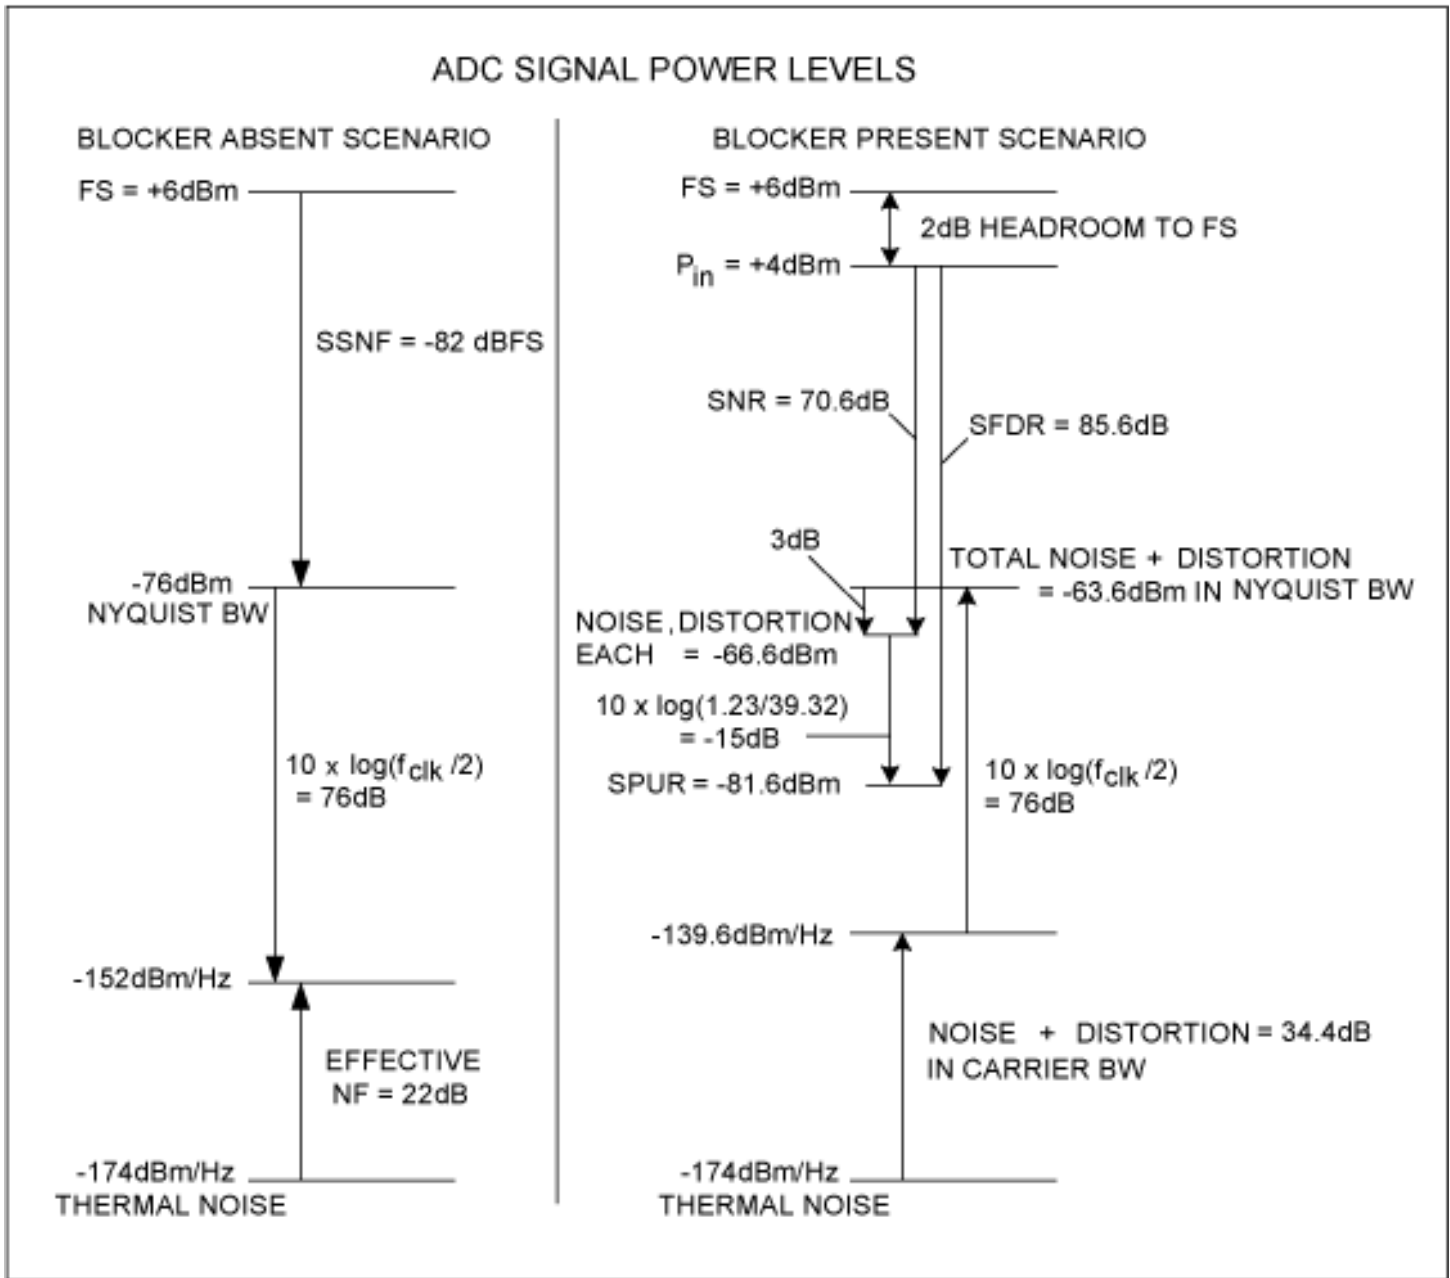 ADC SIGNAL POWER LEVELS
BLOCKER ABSENT SCENARIO
FS = +6dBm
SSNF = -82 dBFS
-76dBm
NYQUIST BW
10 x log(fclk /2)
= 76dB
-152dBm/Hz
EFFECTIVE
NF = 22dB
-174dBm/Hz
THERMAL NOISE
BLOCKER PRESENT SCENARIO
FS = +6dBm
2dB HEADROOM TO FS
Pin = +4dBm
SNR = 70.6dB
SFDR = 85.6dB
3dB
TOTAL NOISE + DISTORTION
= -63.6dBm IN NYQUIST BW
NOISE, DISTORTION
EACH = -66.6dBm
10 x log(1.23/39.32)
= -15dB
SPUR = -81.6dBm
10 x log(fclk /2)
= 76dB
-139.6dBm/Hz
NOISE + DISTORTION = 34.4dB
IN CARRIER BW
-174dBm/Hz
THERMAL NOISE